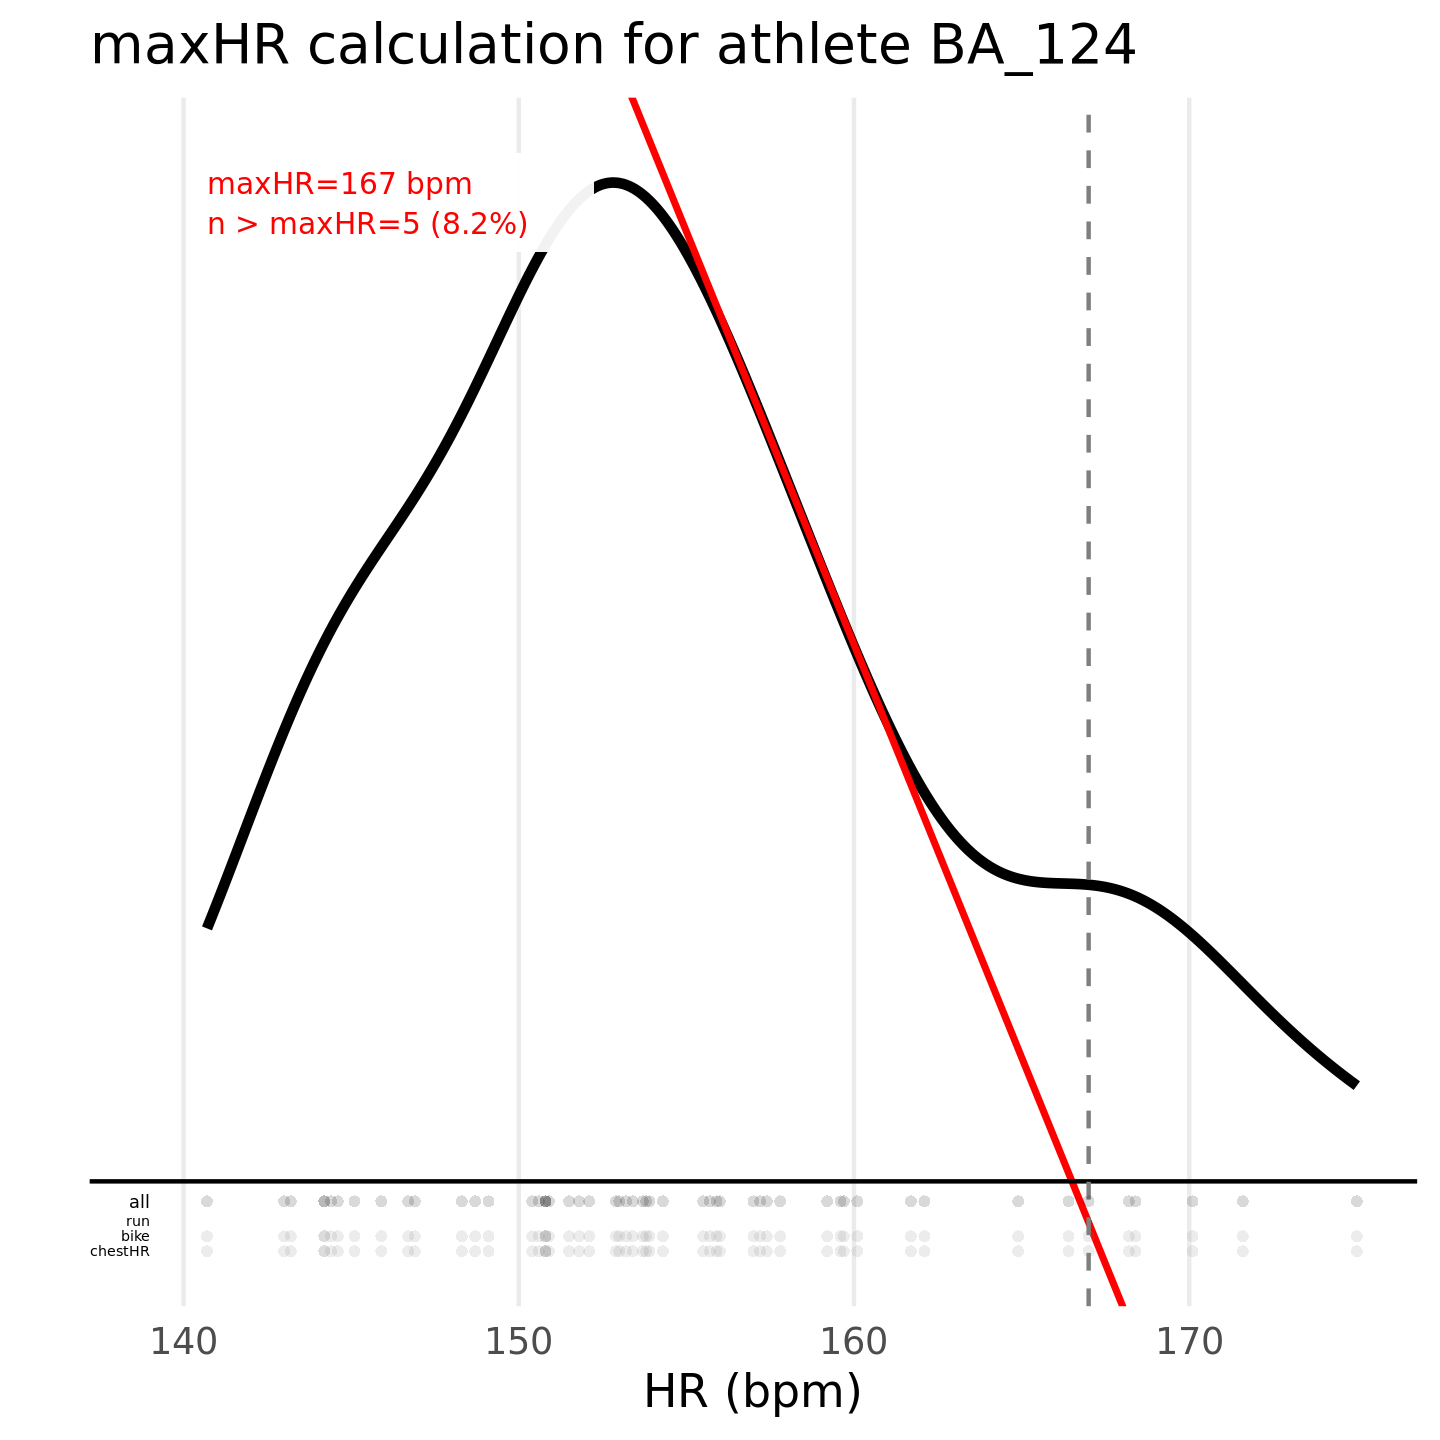 maxHR calculation for athlete BA_124
maxHR=167 bpm
n > maxHR=5 (8.2%)
all
run
bike
chestHR
140 150 160 170
HR (bpm)